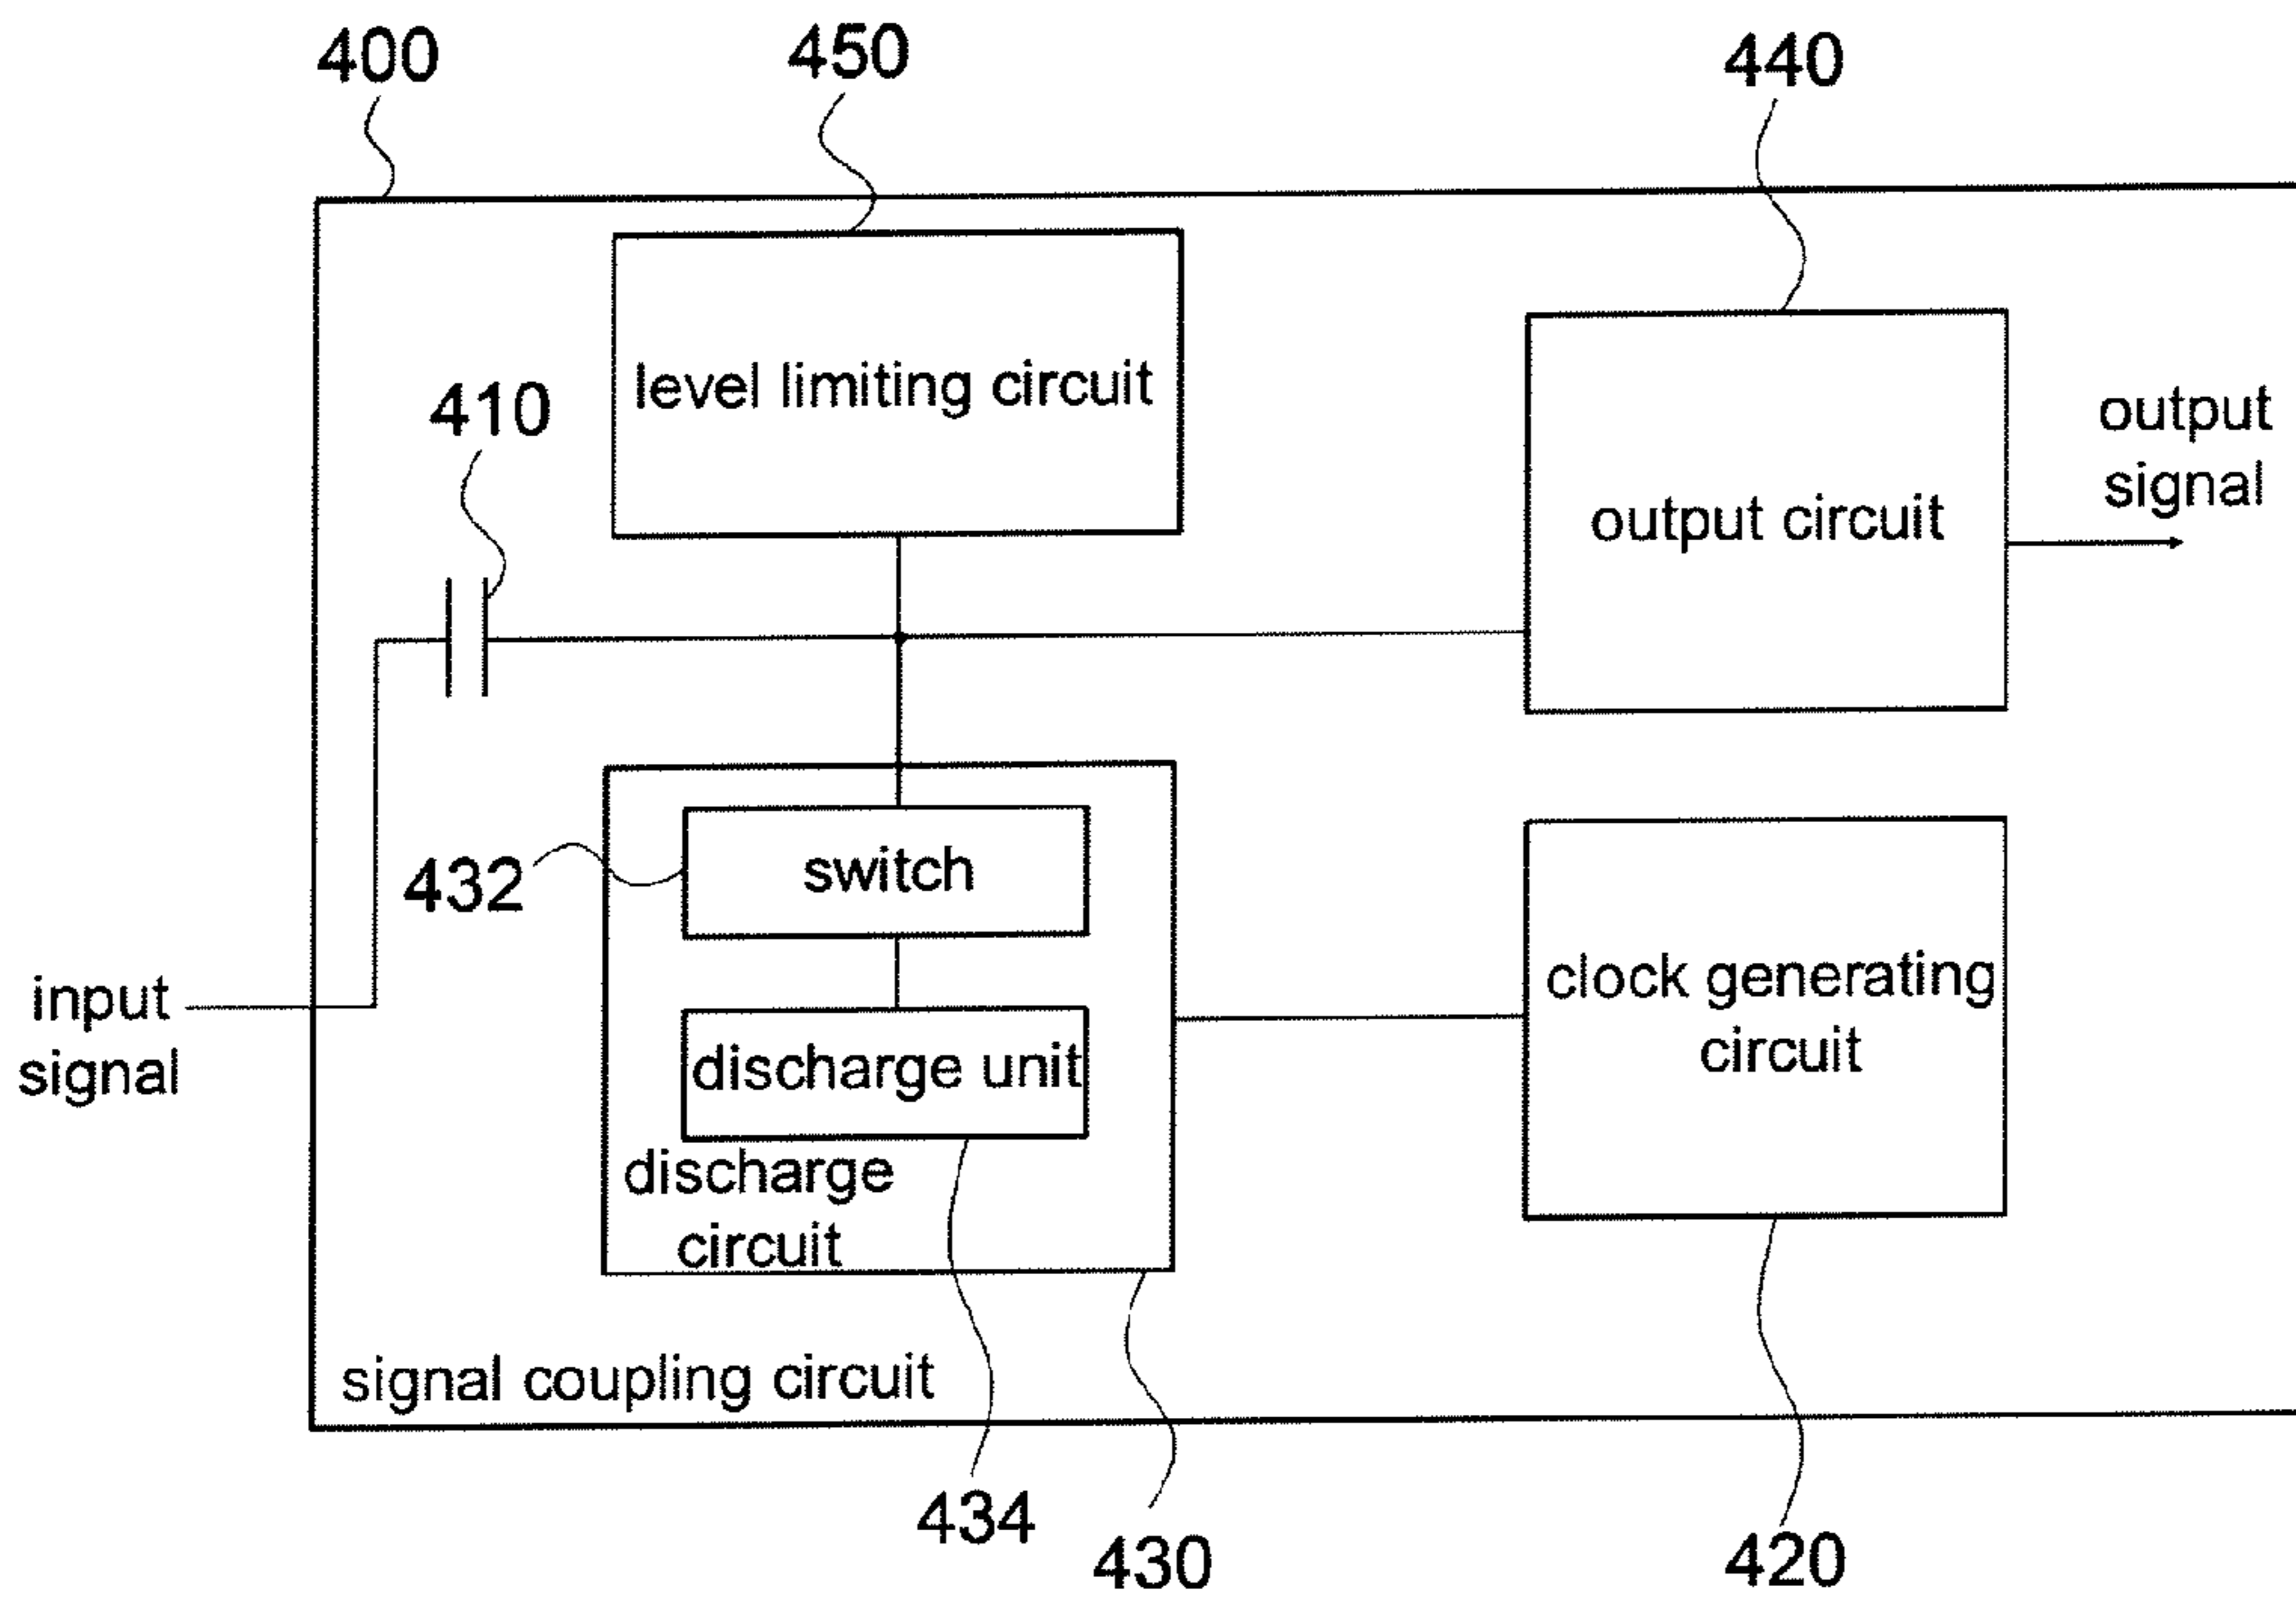 400
450
440
level limiting circuit
410
output
signal
output circuit
432
switch
input
signal
clock generating
circuit
discharge unit
discharge
circuit
signal coupling circuit
434
430
420